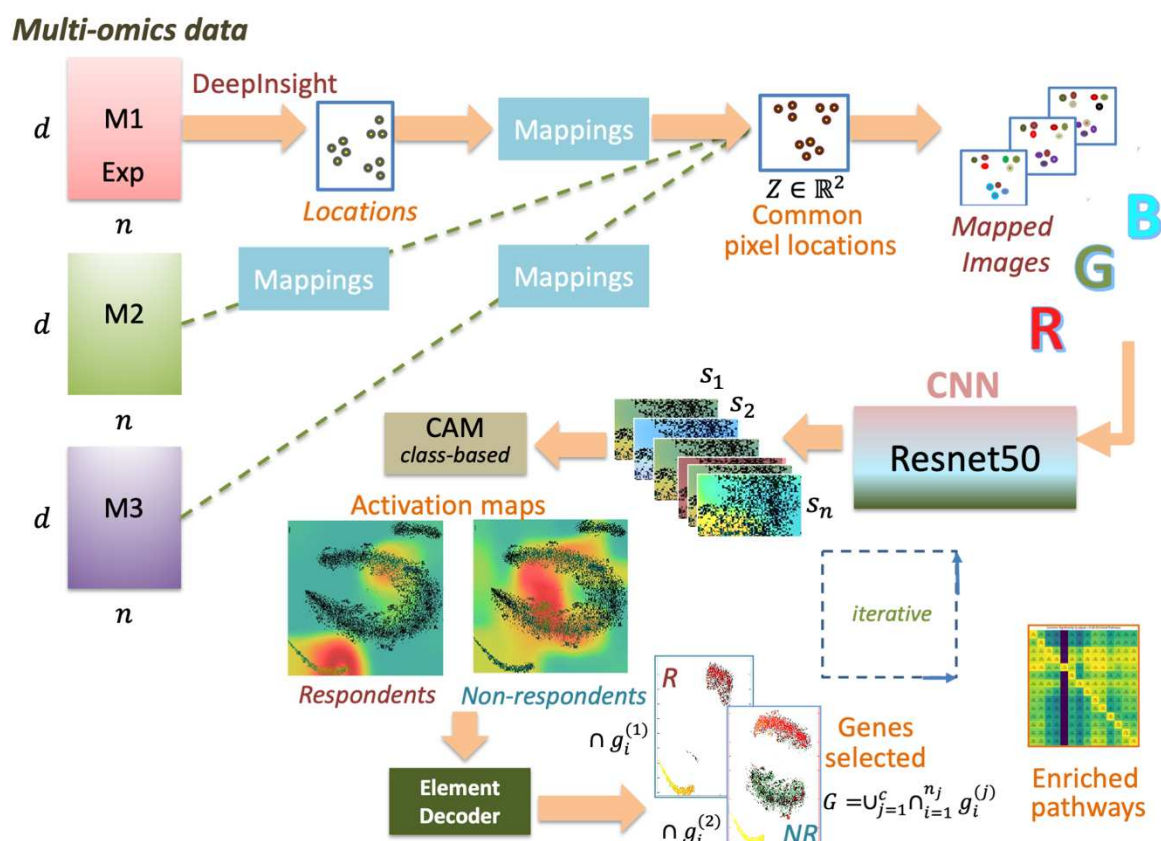 Multi-omics data
DeepInsight
d
M1
Exp
n
Locations
Mappings
Z ∈ ℝ²
Common
pixel locations
Mapped
Images
B
G
R
d
M2
n
Mappings
Mappings
d
M3
n
CNN
Resnet50
s₁
s₂
sₙ
CAM
class-based
Activation maps
Respondents
Non-respondents
iterative
Element
Decoder
R
∩ gᵢ⁽¹⁾
∩ gᵢ⁽²⁾
NR
Genes
selected
G = ∪_{j=1}^{c} ∩_{i=1}^{n_j} g_i^{(j)}
Enriched
pathways